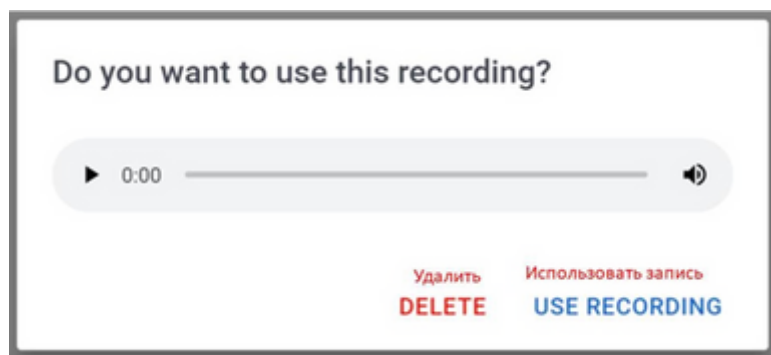 Do you want to use this recording?
0:00
Удалить Использовать запись
DELETE USE RECORDING